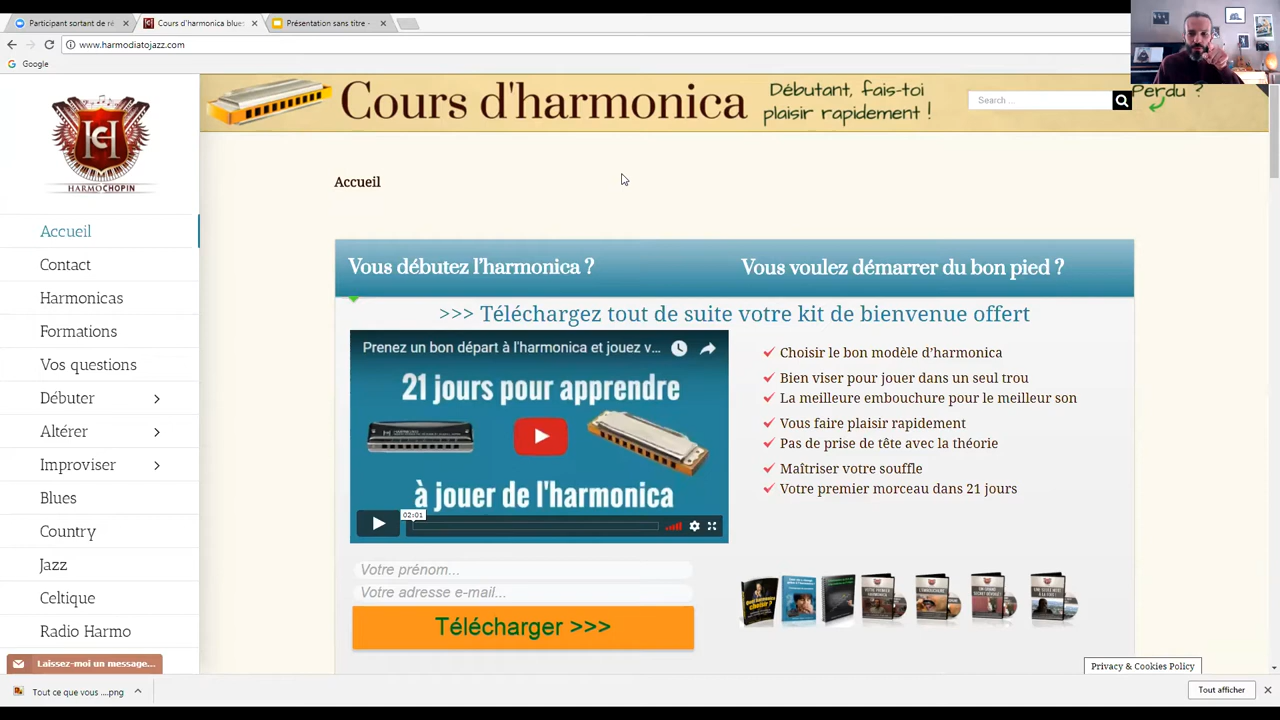 Participant sortant de ré
Cours d'harmonica blues
Présentation sans titre -
www.harmodiatojazz.com
Google
HC
HARMOCHOPIN
Cours d'harmonica
Débutant, fais-toi
plaisir rapidement !
Search ...
Perdu ?
Accueil
Accueil
Contact
Harmonicas
Formations
Vos questions
Débuter
Altérer
Improviser
Blues
Country
Jazz
Celtique
Radio Harmo
Laissez-moi un message...
Vous débutez l'harmonica ?
Vous voulez démarrer du bon pied ?
>>> Téléchargez tout de suite votre kit de bienvenue offert
Prenez un bon départ à l'harmonica et jouez v...
21 jours pour apprendre
à jouer de l'harmonica
02:01
Choisir le bon modèle d'harmonica
Bien viser pour jouer dans un seul trou
La meilleure embouchure pour le meilleur son
Vous faire plaisir rapidement
Pas de prise de tête avec la théorie
Maîtriser votre souffle
Votre premier morceau dans 21 jours
Votre prénom...
Votre adresse e-mail...
Télécharger >>>
Privacy & Cookies Policy
Tout ce que vous ....png
Tout afficher